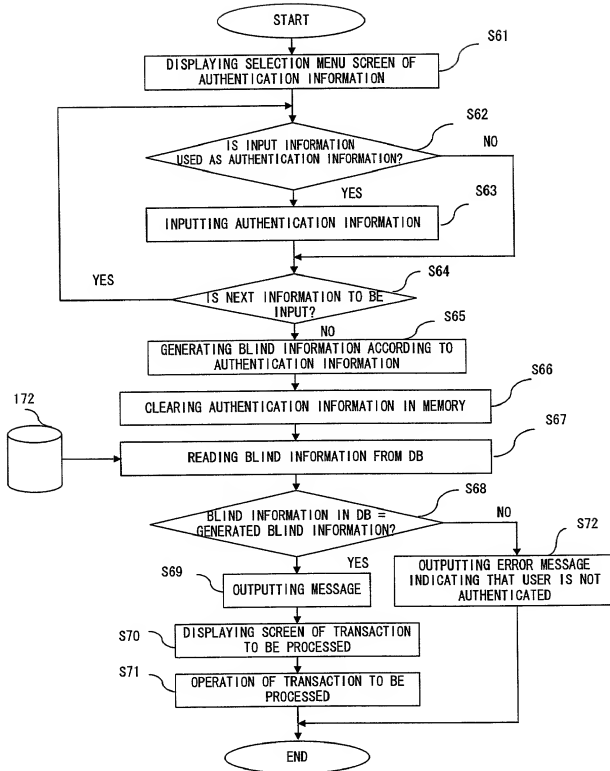 START
S61
DISPLAYING SELECTION MENU SCREEN OF
AUTHENTICATION INFORMATION
S62
IS INPUT INFORMATION
USED AS AUTHENTICATION INFORMATION?
NO
YES
S63
INPUTTING AUTHENTICATION INFORMATION
YES
S64
IS NEXT INFORMATION TO BE
INPUT?
NO
S65
GENERATING BLIND INFORMATION ACCORDING TO
AUTHENTICATION INFORMATION
S66
CLEARING AUTHENTICATION INFORMATION IN MEMORY
172
S67
READING BLIND INFORMATION FROM DB
S68
BLIND INFORMATION IN DB =
GENERATED BLIND INFORMATION?
NO
S72
YES
OUTPUTTING ERROR MESSAGE
INDICATING THAT USER IS NOT
AUTHENTICATED
S69
OUTPUTTING MESSAGE
S70
DISPLAYING SCREEN OF TRANSACTION
TO BE PROCESSED
S71
OPERATION OF TRANSACTION TO BE
PROCESSED
END